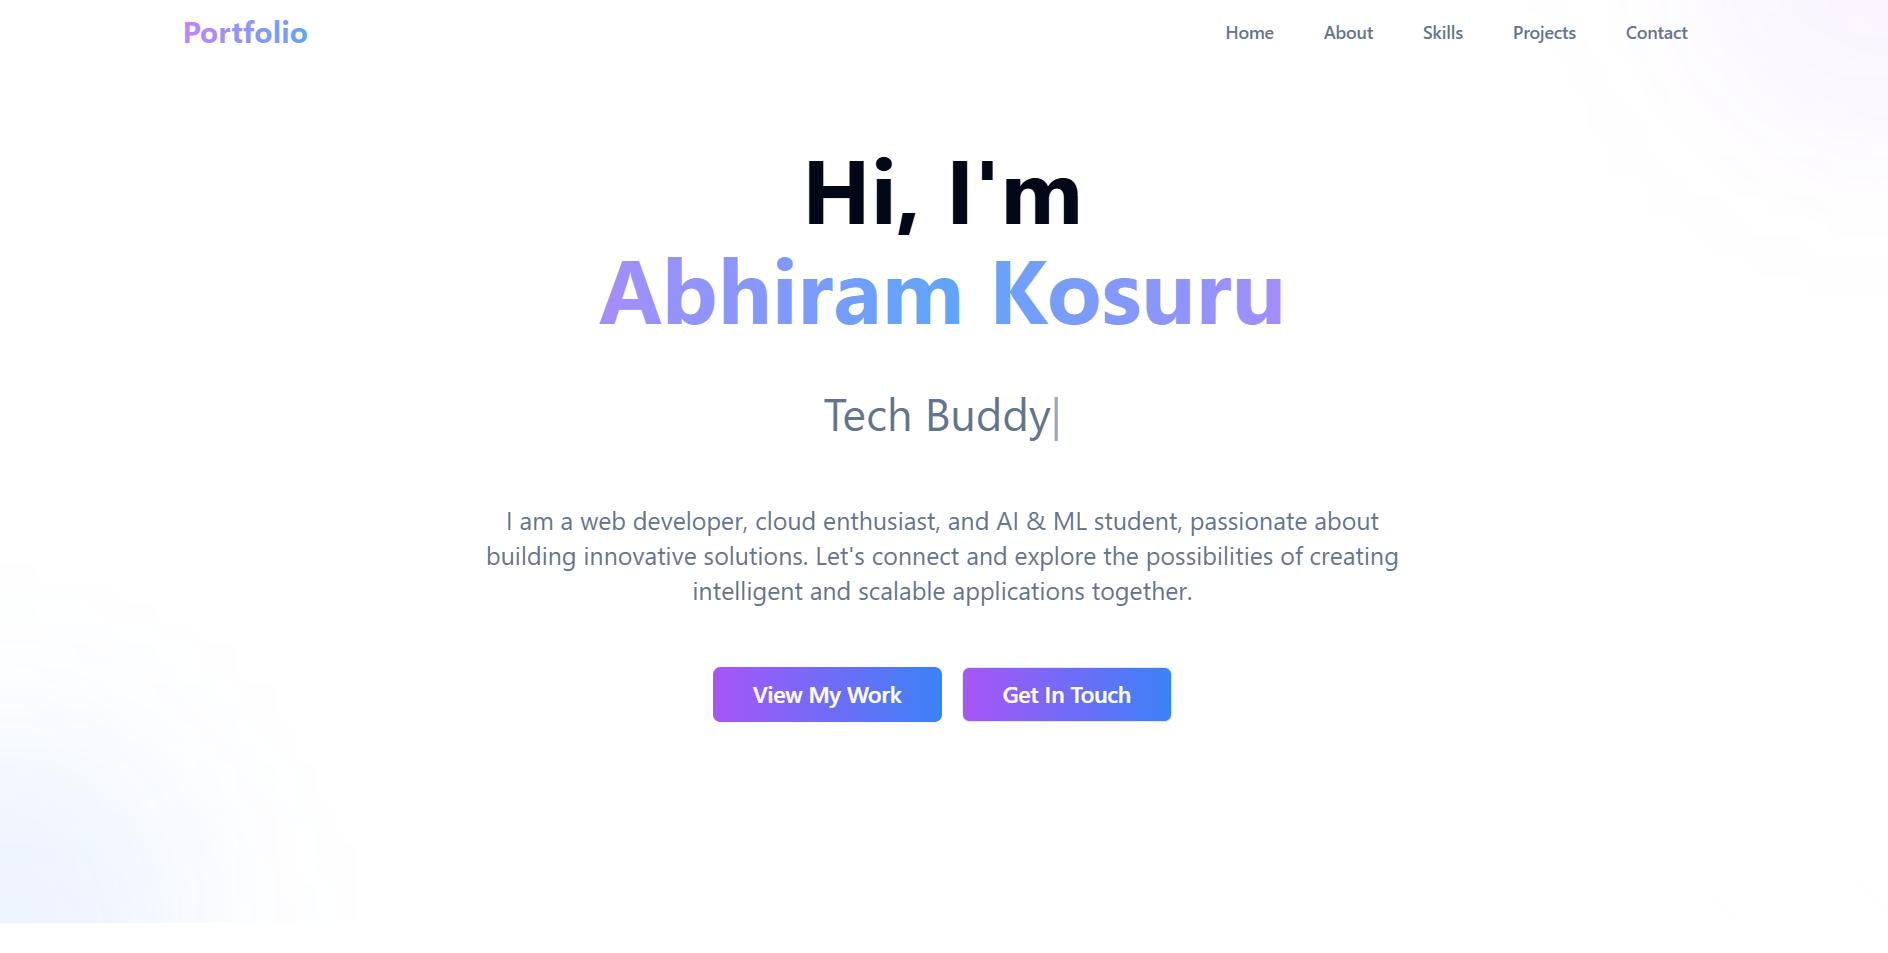 Portfolio
Home About Skills Projects Contact
Hi, I'm
Abhiram Kosuru
Tech Buddy|
I am a web developer, cloud enthusiast, and AI & ML student, passionate about
building innovative solutions. Let's connect and explore the possibilities of creating
intelligent and scalable applications together.
View My Work
Get In Touch